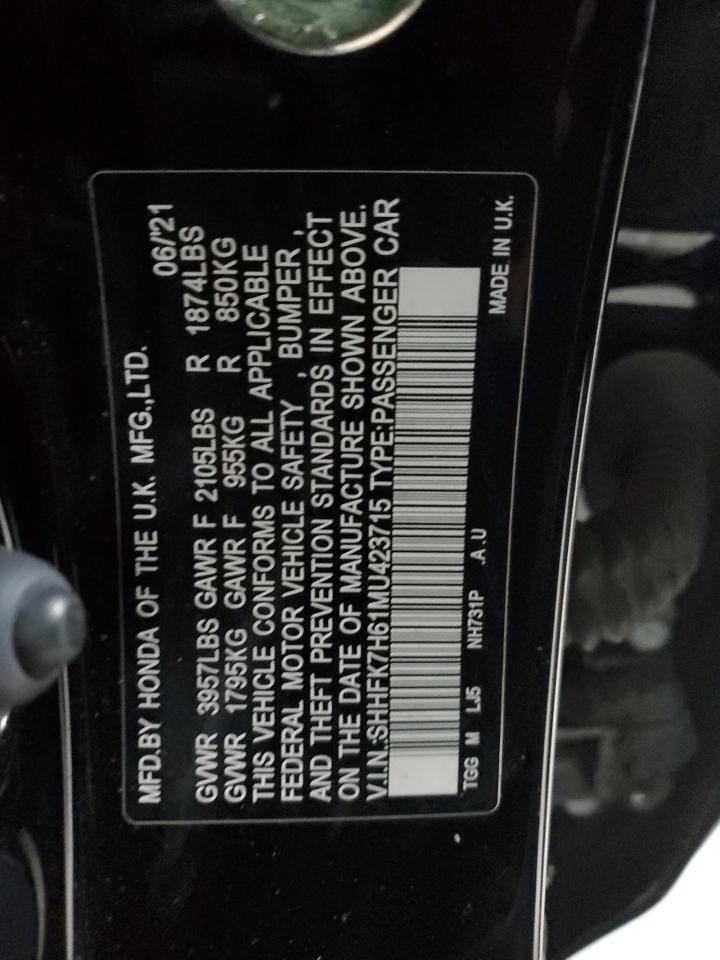 MFD.BY HONDA OF THE U.K. MFG.,LTD.
06/'21
GVWR 3957LBS GAWR F 2105LBS R 1874LBS
GVWR 1795KG GAWR F 955KG R 850KG
THIS VEHICLE CONFORMS TO ALL APPLICABLE
FEDERAL MOTOR VEHICLE SAFETY , BUMPER ,
AND THEFT PREVENTION STANDARDS IN EFFECT
ON THE DATE OF MANUFACTURE SHOWN ABOVE.
V.I.N.:SHHFK7H61MU423715 TYPE:PASSENGER CAR
TGG M LJ5 NH731P .A .U
MADE IN U.K.